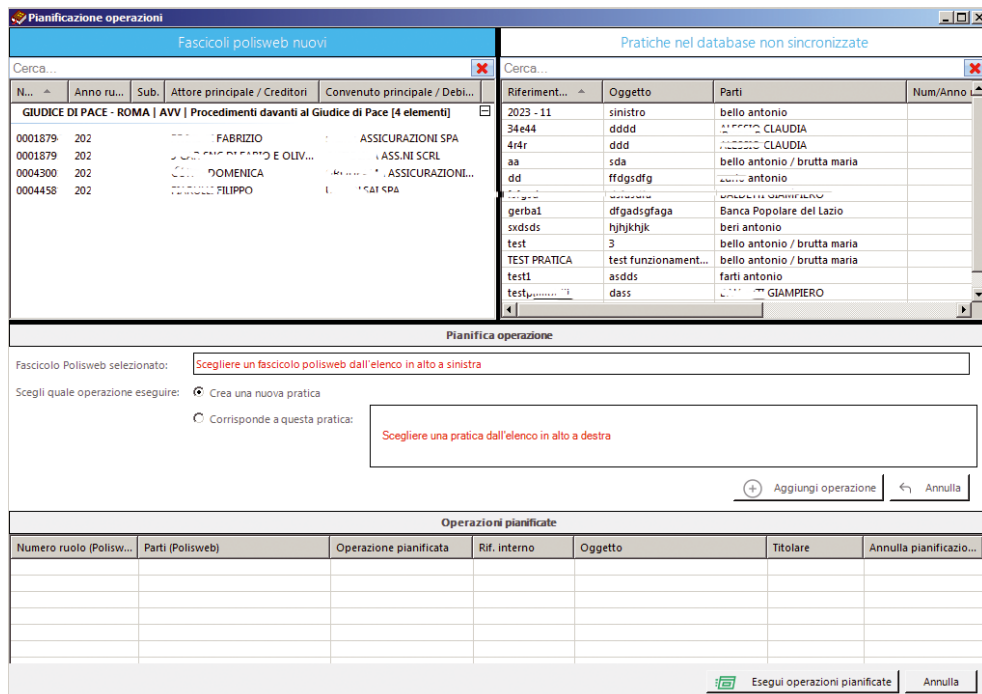 Pianificazione operazioni
Fascicoli polisweb nuovi
Pratiche nel database non sincronizzate
Cerca...
Cerca...
N... Anno ru... Sub. Attore principale / Creditori Convenuto principale / Debi...
Riferiment... Oggetto Parti Num/Anno
GIUDICE DI PACE - ROMA | AVV | Procedimenti davanti al Giudice di Pace [4 elementi]
0001879 202 FABRIZIO ASSICURAZIONI SPA
0001879 202 FABIO E OLIV... ASS.NI SCRL
0004300 202 DOMENICA ASSICURAZIONI...
0004458 202 FILIPPO SAI SPA
2023 - 11 sinistro bello antonio
34e44 dddd CLAUDIA
4r4r ddd CLAUDIA
aa sda bello antonio / brutta maria
dd ffdgsdfg antonio
GIAMPIERO
gerba1 dfgadsgfaga Banca Popolare del Lazio
sxdsds hjhjkhjk beri antonio
test 3 bello antonio / brutta maria
TEST PRATICA test funzionament... bello antonio / brutta maria
test1 asdds farti antonio
dass GIAMPIERO
Pianifica operazione
Fascicolo Polisweb selezionato: Scegliere un fascicolo polisweb dall'elenco in alto a sinistra
Scegli quale operazione eseguire: Crea una nuova pratica
Corrisponde a questa pratica: Scegliere una pratica dall'elenco in alto a destra
Aggiungi operazione Annulla
Operazioni pianificate
Numero ruolo (Polisw... Parti (Polisweb) Operazione pianificata Rif. interno Oggetto Titolare Annulla pianificazio...
Esegui operazioni pianificate Annulla